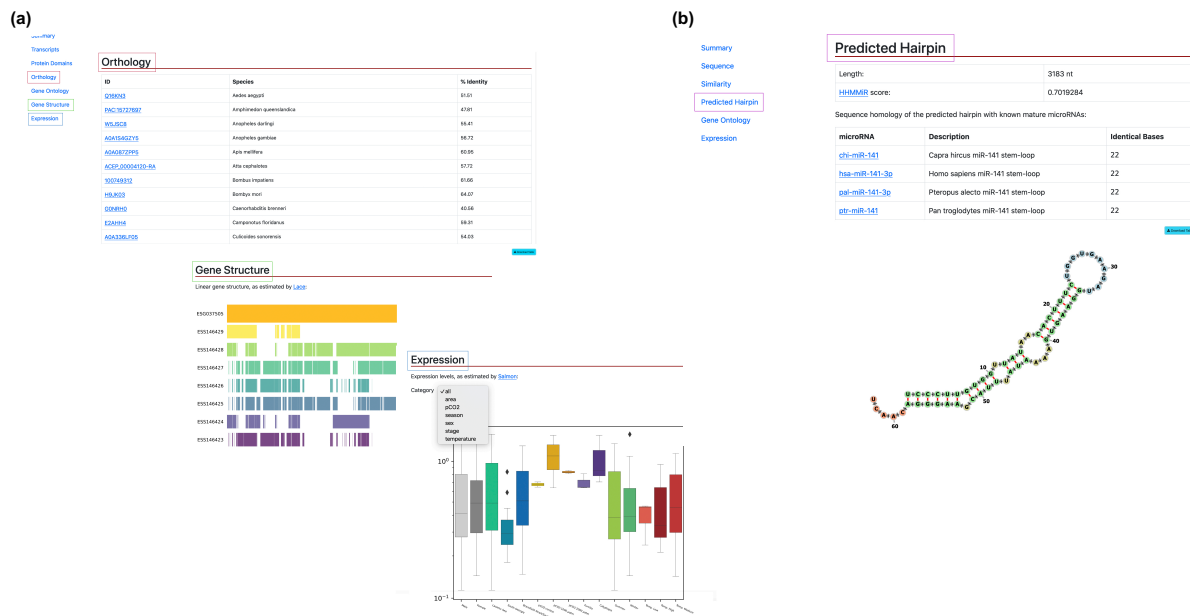 (a)
Summary
Transcripts
Protein Domains
Orthology
Gene Ontology
Gene Structure
Expression
Orthology
ID Species % Identity
Q16KN3 Aedes aegypti 51.51
PAC:15727697 Amphimedon queenslandica 47.81
W5JSC8 Anopheles darlingi 55.41
A0A1S4GZY5 Anopheles gambiae 56.72
A0A087ZPP5 Apis mellifera 60.95
ACEP_00004120-RA Atta cephalotes 57.72
100749312 Bombus impatiens 61.66
H9JK03 Bombyx mori 64.07
G0NRH0 Caenorhabditis brenneri 40.56
E2AHH4 Camponotus floridanus 59.31
A0A336LF05 Culicoides sonorensis 54.03
Gene Structure
Linear gene structure, as estimated by Lace:
ESG037505
ESS146429
ESS146428
ESS146427
ESS146426
ESS146425
ESS146424
ESS146423
Expression
Expression levels, as estimated by Salmon:
Category
✓all
area
pCO2
season
sex
stage
temperature
10⁰
10⁻¹
(b)
Summary
Sequence
Similarity
Predicted Hairpin
Gene Ontology
Expression
Predicted Hairpin
Length: 3183 nt
HHMMiR score: 0.7019284
Sequence homology of the predicted hairpin with known mature microRNAs:
microRNA Description Identical Bases
chi-miR-141 Capra hircus miR-141 stem-loop 22
hsa-miR-141-3p Homo sapiens miR-141 stem-loop 22
pal-miR-141-3p Pteropus alecto miR-141 stem-loop 22
ptr-miR-141 Pan troglodytes miR-141 stem-loop 22
30
20
40
10
50
60